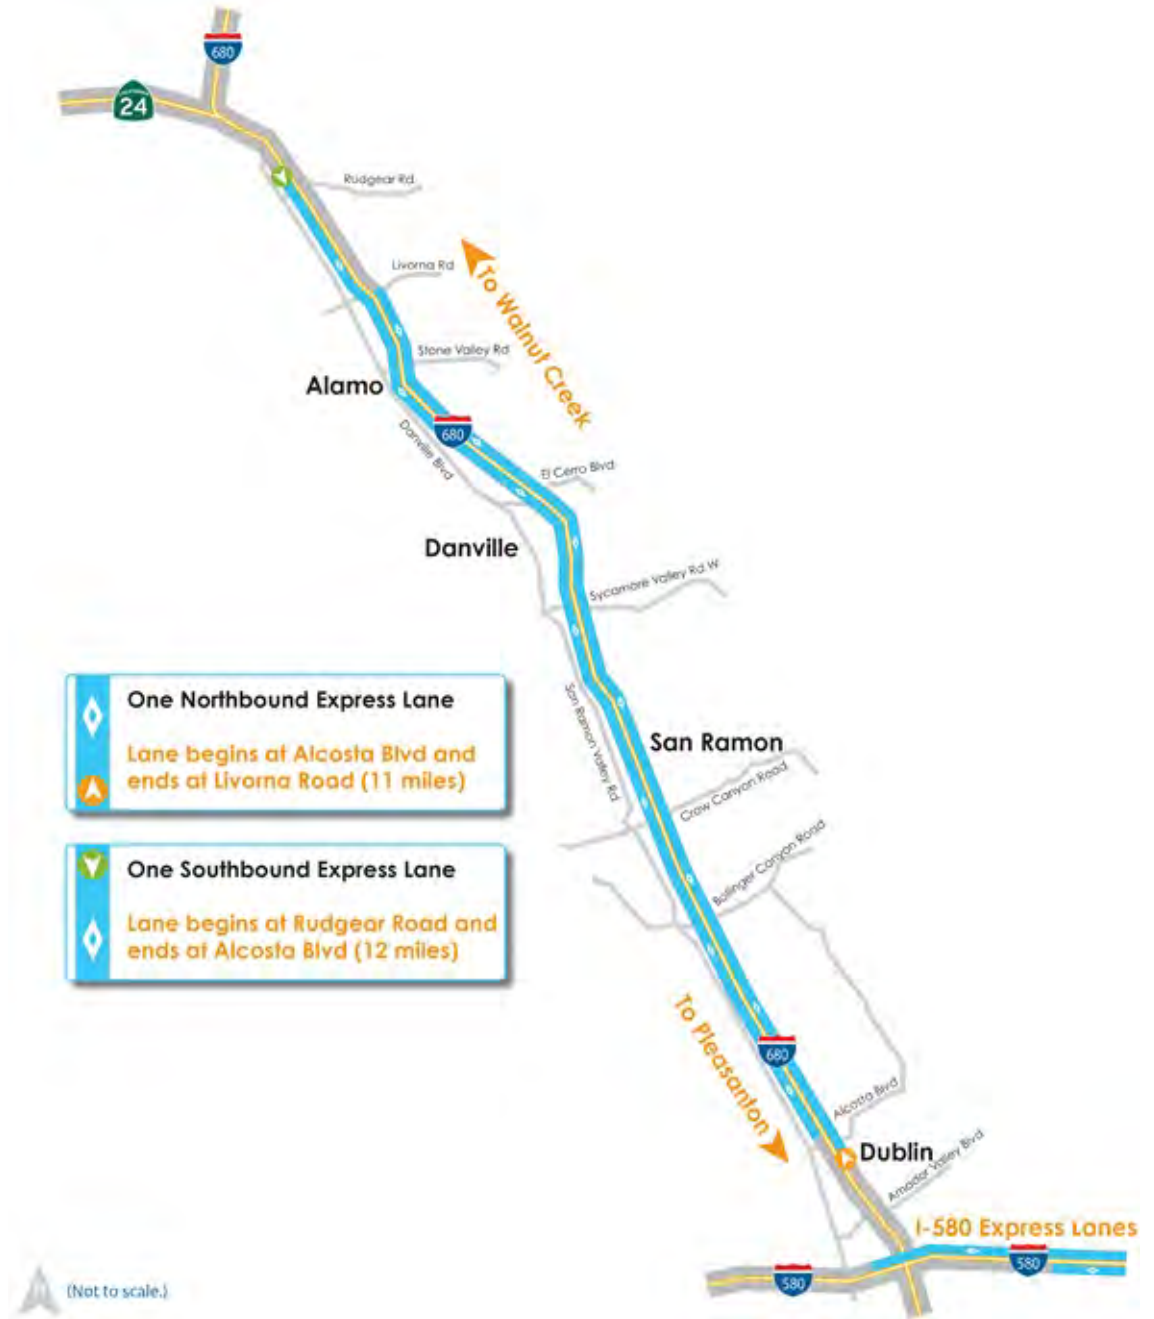 680
24
Rudgear Rd
Livorna Rd
To Walnut Creek
Stone Valley Rd
Alamo
680
Danville Blvd
El Cerro Blvd
Danville
Sycamore Valley Rd W
One Northbound Express Lane
Lane begins at Alcosta Blvd and
ends at Livorna Road (11 miles)
San Ramon Valley Rd
San Ramon
Crow Canyon Road
Bollinger Canyon Road
One Southbound Express Lane
Lane begins at Rudgear Road and
ends at Alcosta Blvd (12 miles)
To Pleasanton
680
Alcosta Blvd
Dublin
Amador Valley Blvd
I-580 Express Lanes
580
580
(Not to scale.)